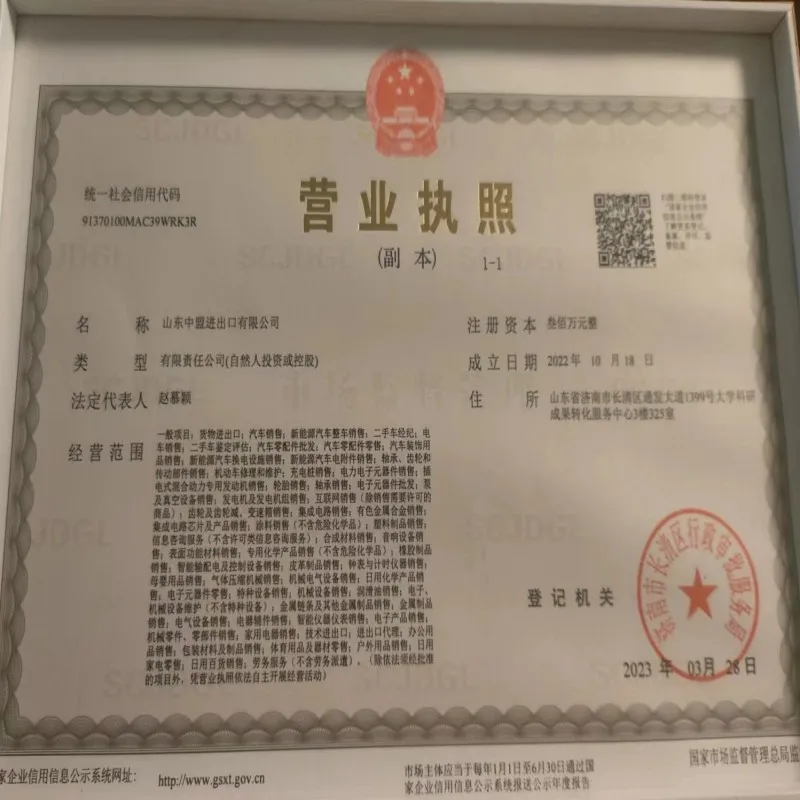 统一社会信用代码
91370100MAC39WRK3R
营业执照
(副 本) 1-1
名 称 山东中盟进出口有限公司
类 型 有限责任公司(自然人投资或控股)
法定代表人 赵慕颖
经营范围 一般项目：货物进出口；汽车销售；新能源汽车整车销售；二手车经纪；电
车销售；二手车鉴定评估；汽车零配件批发；汽车零配件零售；汽车装饰用
品销售；新能源汽车换电设施销售；新能源汽车电附件销售；轴承、齿轮和
传动部件销售；机动车修理和维护；充电桩销售；电力电子元器件销售；插电
式混合动力专用发动机销售；轮胎销售；轴承销售；电子元器件批发；泵
及真空设备销售；发电机及发电机组销售；互联网销售（除销售需要许可的
商品）；齿轮及齿轮减、变速箱销售；集成电路销售；有色金属合金销售；
集成电路芯片及产品销售；涂料销售（不含危险化学品）；塑料制品销售；
信息咨询服务（不含许可类信息咨询服务）；合成材料销售；音响设备销
售；表面功能材料销售；专用化学产品销售（不含危险化学品）；橡胶制品
销售；智能输配电及控制设备销售；皮革制品销售；钟表与计时仪器销售；
母婴用品销售；气体压缩机械销售；机械电气设备销售；日用化学产品销
售；电子元器件零售；特种设备销售；机械设备销售；润滑油销售；电子、
机械设备维护（不含特种设备）；金属链条及其他金属制品销售；金属制品
销售；电气设备销售；电器辅件销售；智能仪器仪表销售；电子产品销售；
机械零件、零部件销售；家用电器销售；技术进出口；进出口代理；办公用
品销售；包装材料及制品销售；体育用品及器材零售；户外用品销售；日用
家电零售；日用百货销售；劳务服务（不含劳务派遣）。（除依法须经批准
的项目外，凭营业执照依法自主开展经营活动）
注册资本 叁佰万元整
成立日期 2022年 10 月 18 日
住 所 山东省济南市长清区通发大道1399号大学科研
成果转化服务中心3楼325室
登记机关
济南市长清区行政审批服务局
2023 年 03月 28日
家企业信用信息公示系统网址： http://www.gsxt.gov.cn
市场主体应当于每年1月1日至6月30日通过国
家企业信用信息公示系统报送公示年度报告
国家市场监督管理总局监